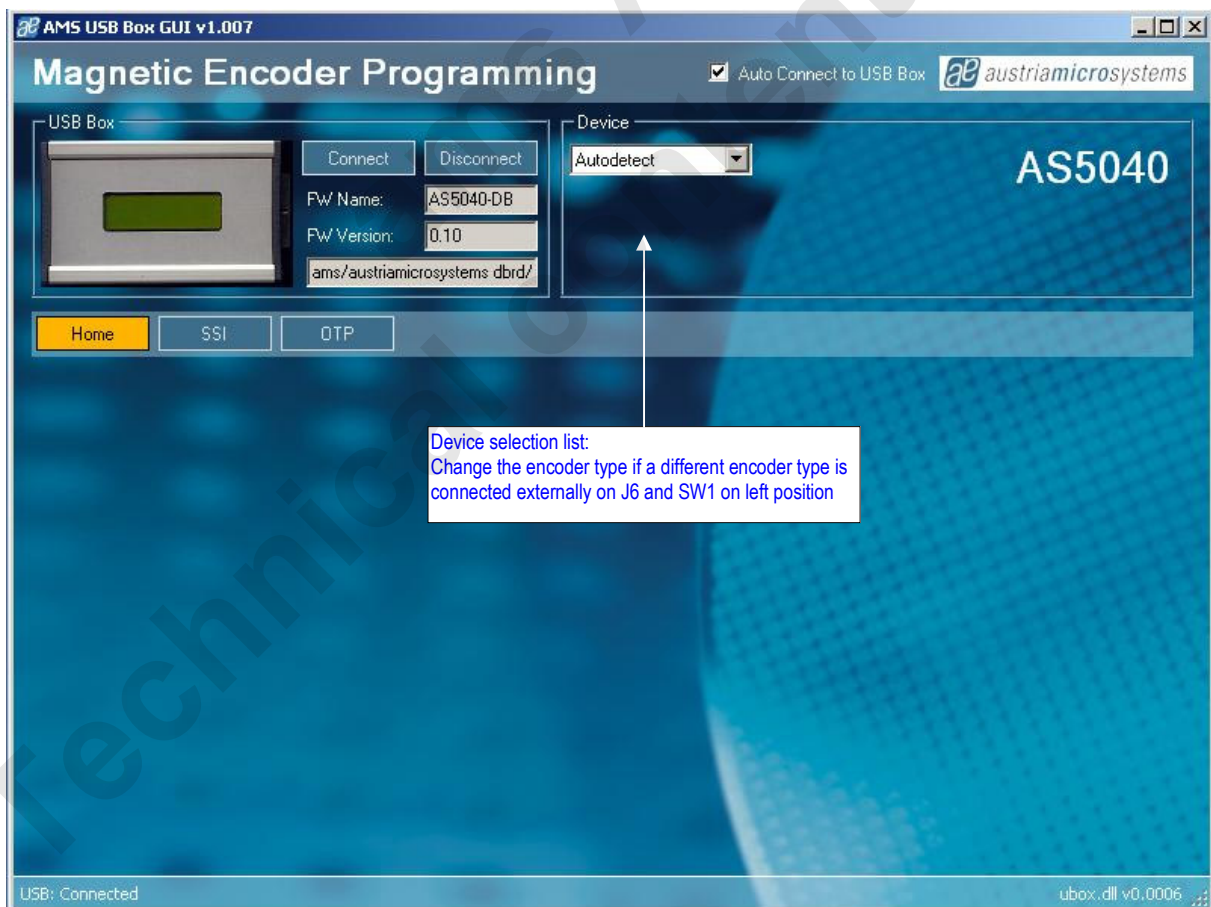 AMS USB Box GUI v1.007
Magnetic Encoder Programming
Auto Connect to USB Box
austriamicrosystems
USB Box
Connect
Disconnect
FW Name:
AS5040-DB
FW Version:
0.10
ams/austriamicrosystems dbrd/
Device
Autodetect
AS5040
Home
SSI
OTP
Device selection list:
Change the encoder type if a different encoder type is
connected externally on J6 and SW1 on left position
Technical content
USB: Connected
ubox.dll v0.0006